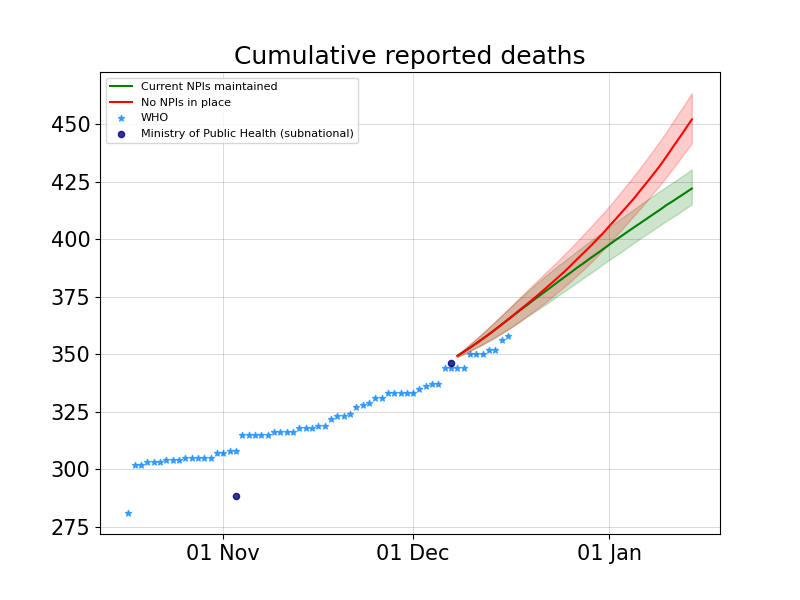 Cumulative reported deaths
Current NPIs maintained
No NPIs in place
WHO
Ministry of Public Health (subnational)
450
425
400
375
350
325
300
275
01 Nov
01 Dec
01 Jan